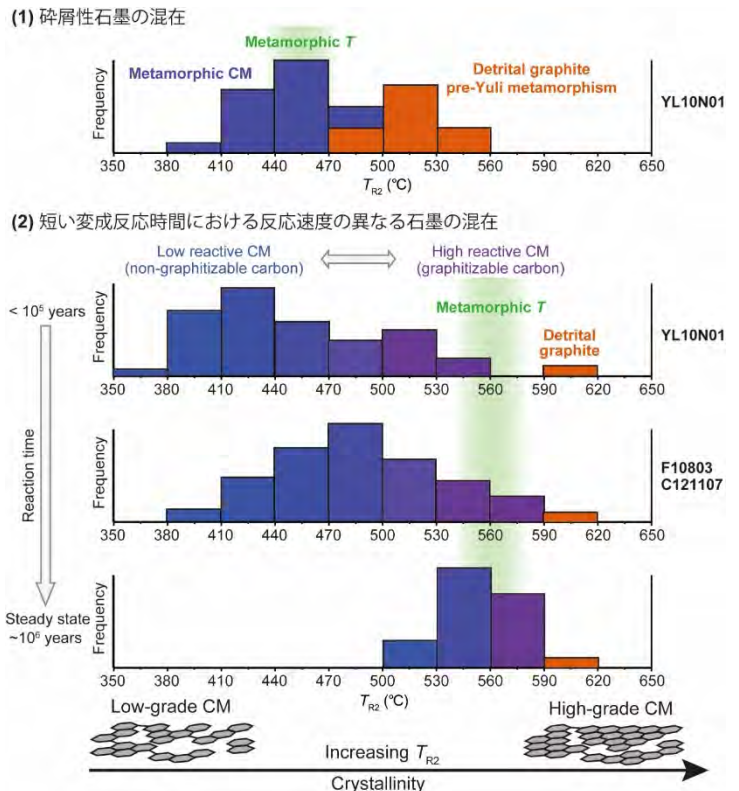 (1) 砕屑性石墨の混在
Metamorphic T
Metamorphic CM
Detrital graphite
pre-Yuli metamorphism
YL10N01
Frequency
350 380 410 440 470 500 530 560 590 620 650
TR2 (°C)
(2) 短い変成反応時間における反応速度の異なる石墨の混在
Low reactive CM
(non-graphitizable carbon)
High reactive CM
(graphitizable carbon)
< 10⁵ years
Metamorphic T
Detrital
graphite
YL10N01
Frequency
350 380 410 440 470 500 530 560 590 620 650
Reaction time
F10803
C121107
Frequency
350 380 410 440 470 500 530 560 590 620 650
Steady state
~10⁶ years
Frequency
350 380 410 440 470 500 530 560 590 620 650
TR2 (°C)
Low-grade CM
High-grade CM
Increasing TR2
Crystallinity